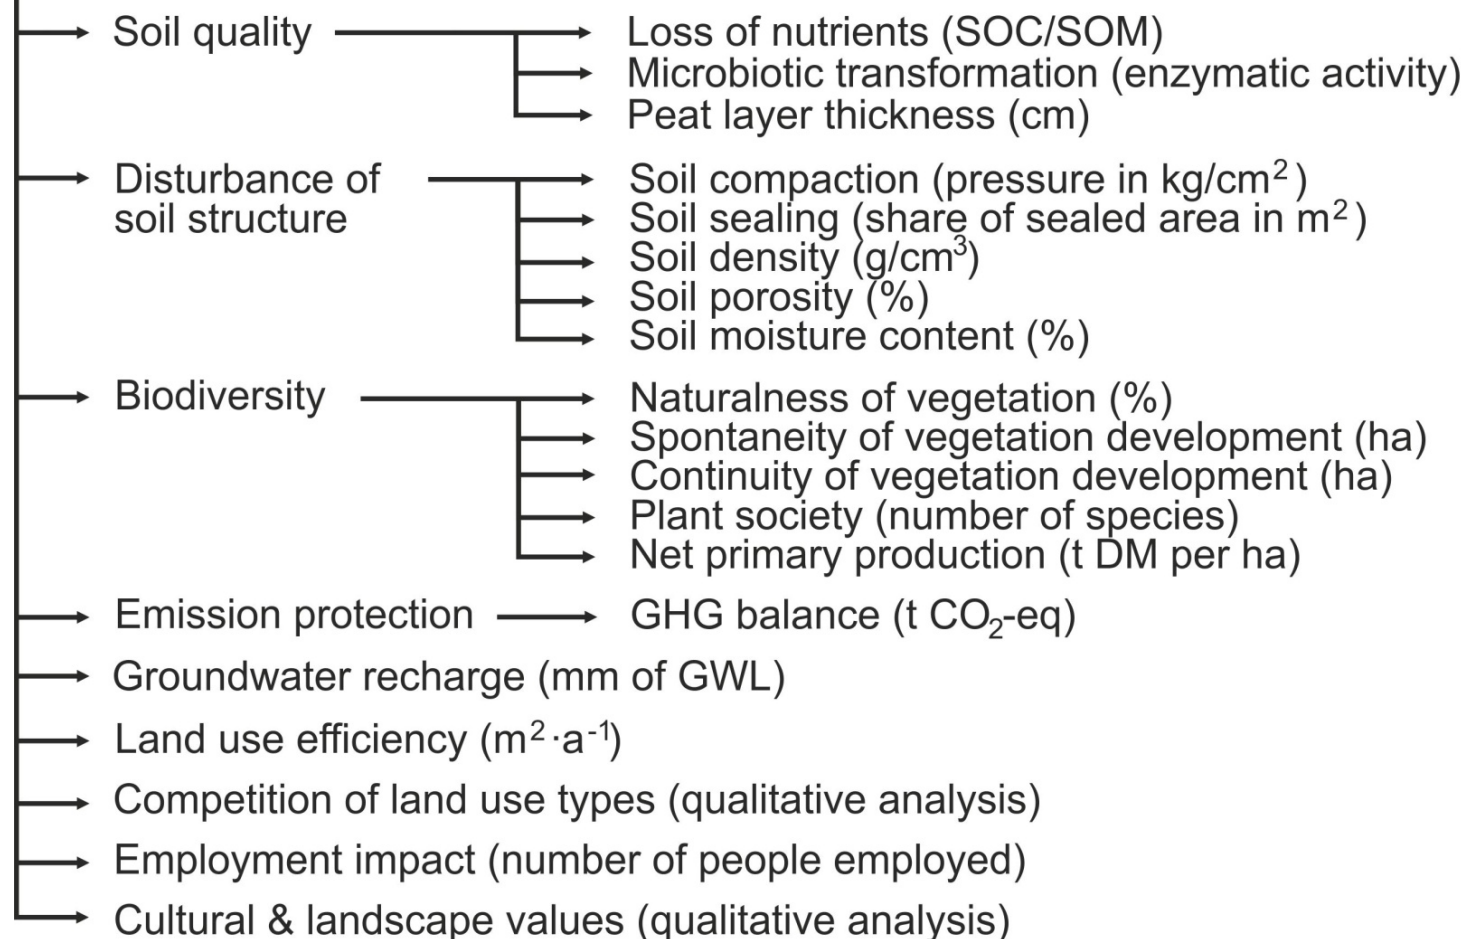 Soil quality
Loss of nutrients (SOC/SOM)
Microbiotic transformation (enzymatic activity)
Peat layer thickness (cm)
Disturbance of
soil structure
Soil compaction (pressure in kg/cm²)
Soil sealing (share of sealed area in m²)
Soil density (g/cm³)
Soil porosity (%)
Soil moisture content (%)
Biodiversity
Naturalness of vegetation (%)
Spontaneity of vegetation development (ha)
Continuity of vegetation development (ha)
Plant society (number of species)
Net primary production (t DM per ha)
Emission protection
GHG balance (t CO₂-eq)
Groundwater recharge (mm of GWL)
Land use efficiency (m²·a⁻¹)
Competition of land use types (qualitative analysis)
Employment impact (number of people employed)
Cultural & landscape values (qualitative analysis)